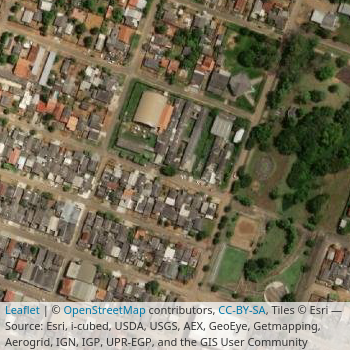 Leaflet | © OpenStreetMap contributors, CC-BY-SA, Tiles © Esri —
Source: Esri, i-cubed, USDA, USGS, AEX, GeoEye, Getmapping,
Aerogrid, IGN, IGP, UPR-EGP, and the GIS User Community